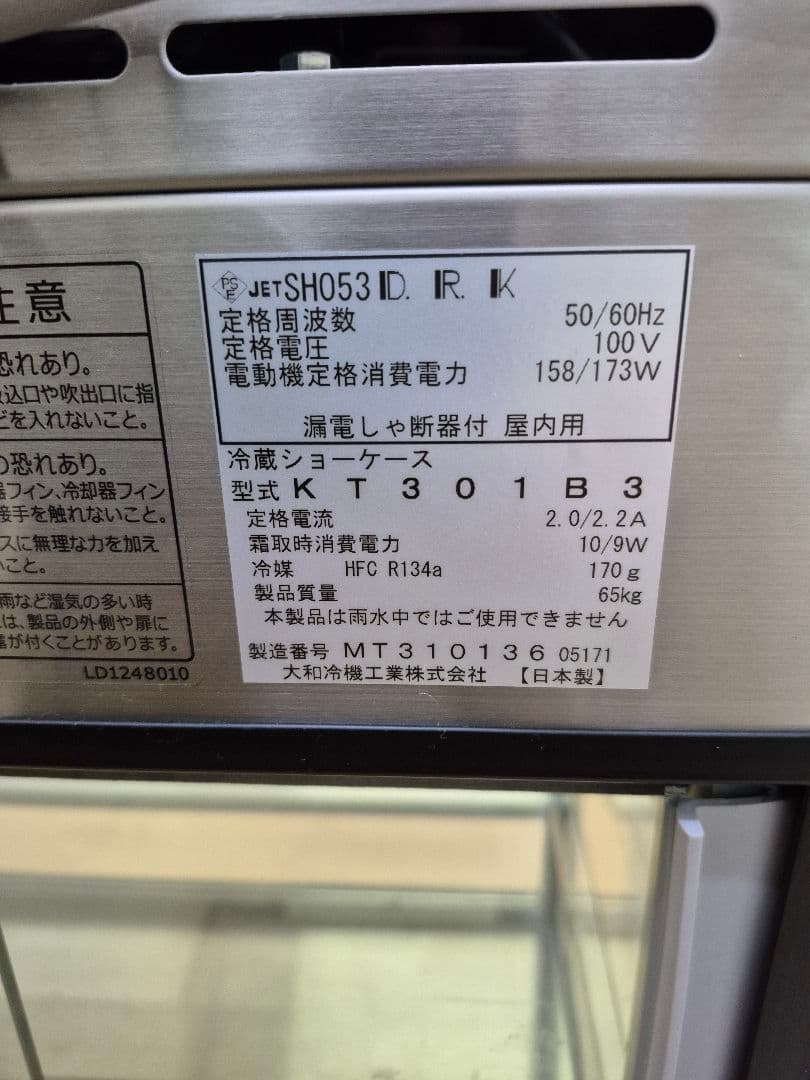 注意
恐れあり。
込口や吹出口に指
どを入れないこと。
の恐れあり。
器フィン、冷却器フィン
接手を触れないこと。
スに無理な力を加え
こと。
雨など湿気の多い時
は、製品の外側や扉に
が付くことがあります。
LD1248010
PSE JET SH053 D. R. K
定格周波数 50/60Hz
定格電圧 100V
電動機定格消費電力 158/173W
漏電しゃ断器付 屋内用
冷蔵ショーケース
型式 KT301B3
定格電流 2.0/2.2A
霜取時消費電力 10/9W
冷媒 HFC R134a 170g
製品質量 65kg
本製品は雨水中ではご使用できません
製造番号 MT310136 05171
大和冷機工業株式会社 【日本製】